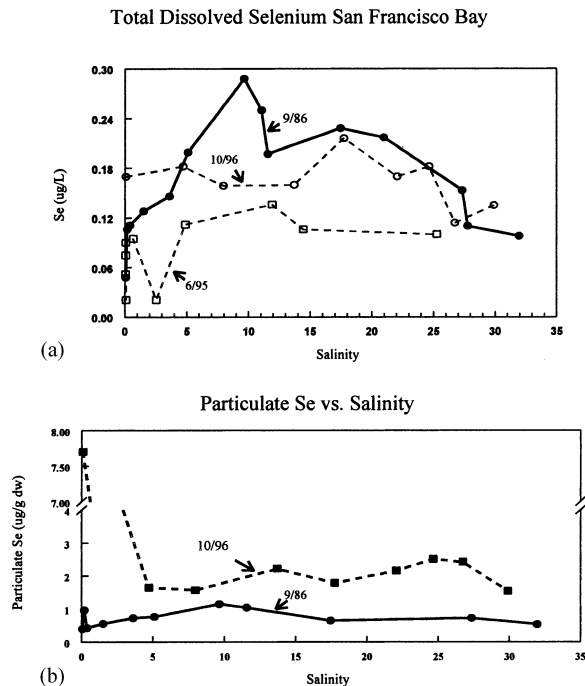 Total Dissolved Selenium San Francisco Bay
0.30
0.24
0.18
0.12
0.06
0.00
Se (ug/L)
9/86
10/96
6/95
0 5 10 15 20 25 30 35
Salinity
(a)
Particulate Se vs. Salinity
8.00
7.50
7.00
4
3
2
1
0
Particulate Se (ug/g dw)
10/96
9/86
0 5 10 15 20 25 30 35
Salinity
(b)